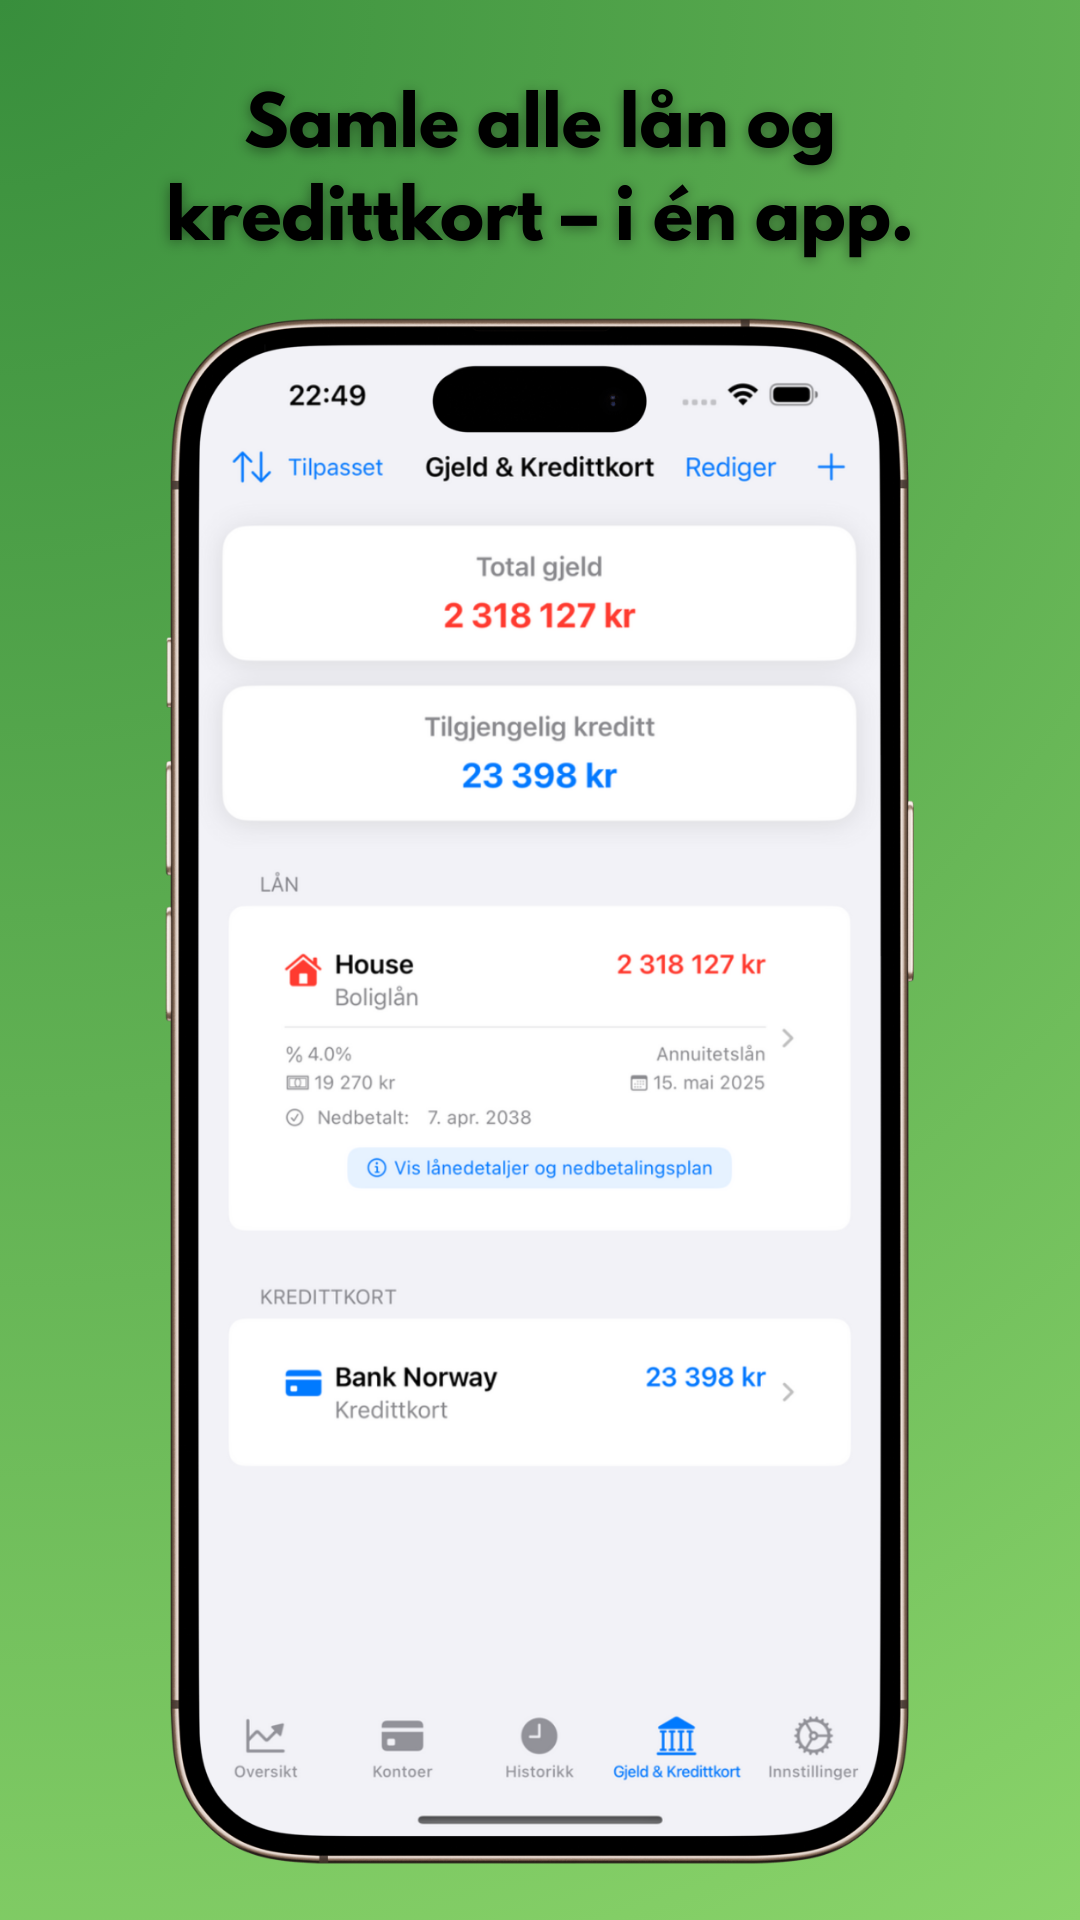 Samle alle lån og
kredittkort – i én app.
22:49
Tilpasset Gjeld & Kredittkort Rediger +
Total gjeld
2 318 127 kr
Tilgjengelig kreditt
23 398 kr
LÅN
House 2 318 127 kr
Boliglån
% 4.0% Annuitetslån
19 270 kr 15. mai 2025
Nedbetalt: 7. apr. 2038
Vis lånedetaljer og nedbetalingsplan
KREDITTKORT
Bank Norway 23 398 kr
Kredittkort
Oversikt Kontoer Historikk Gjeld & Kredittkort Innstillinger